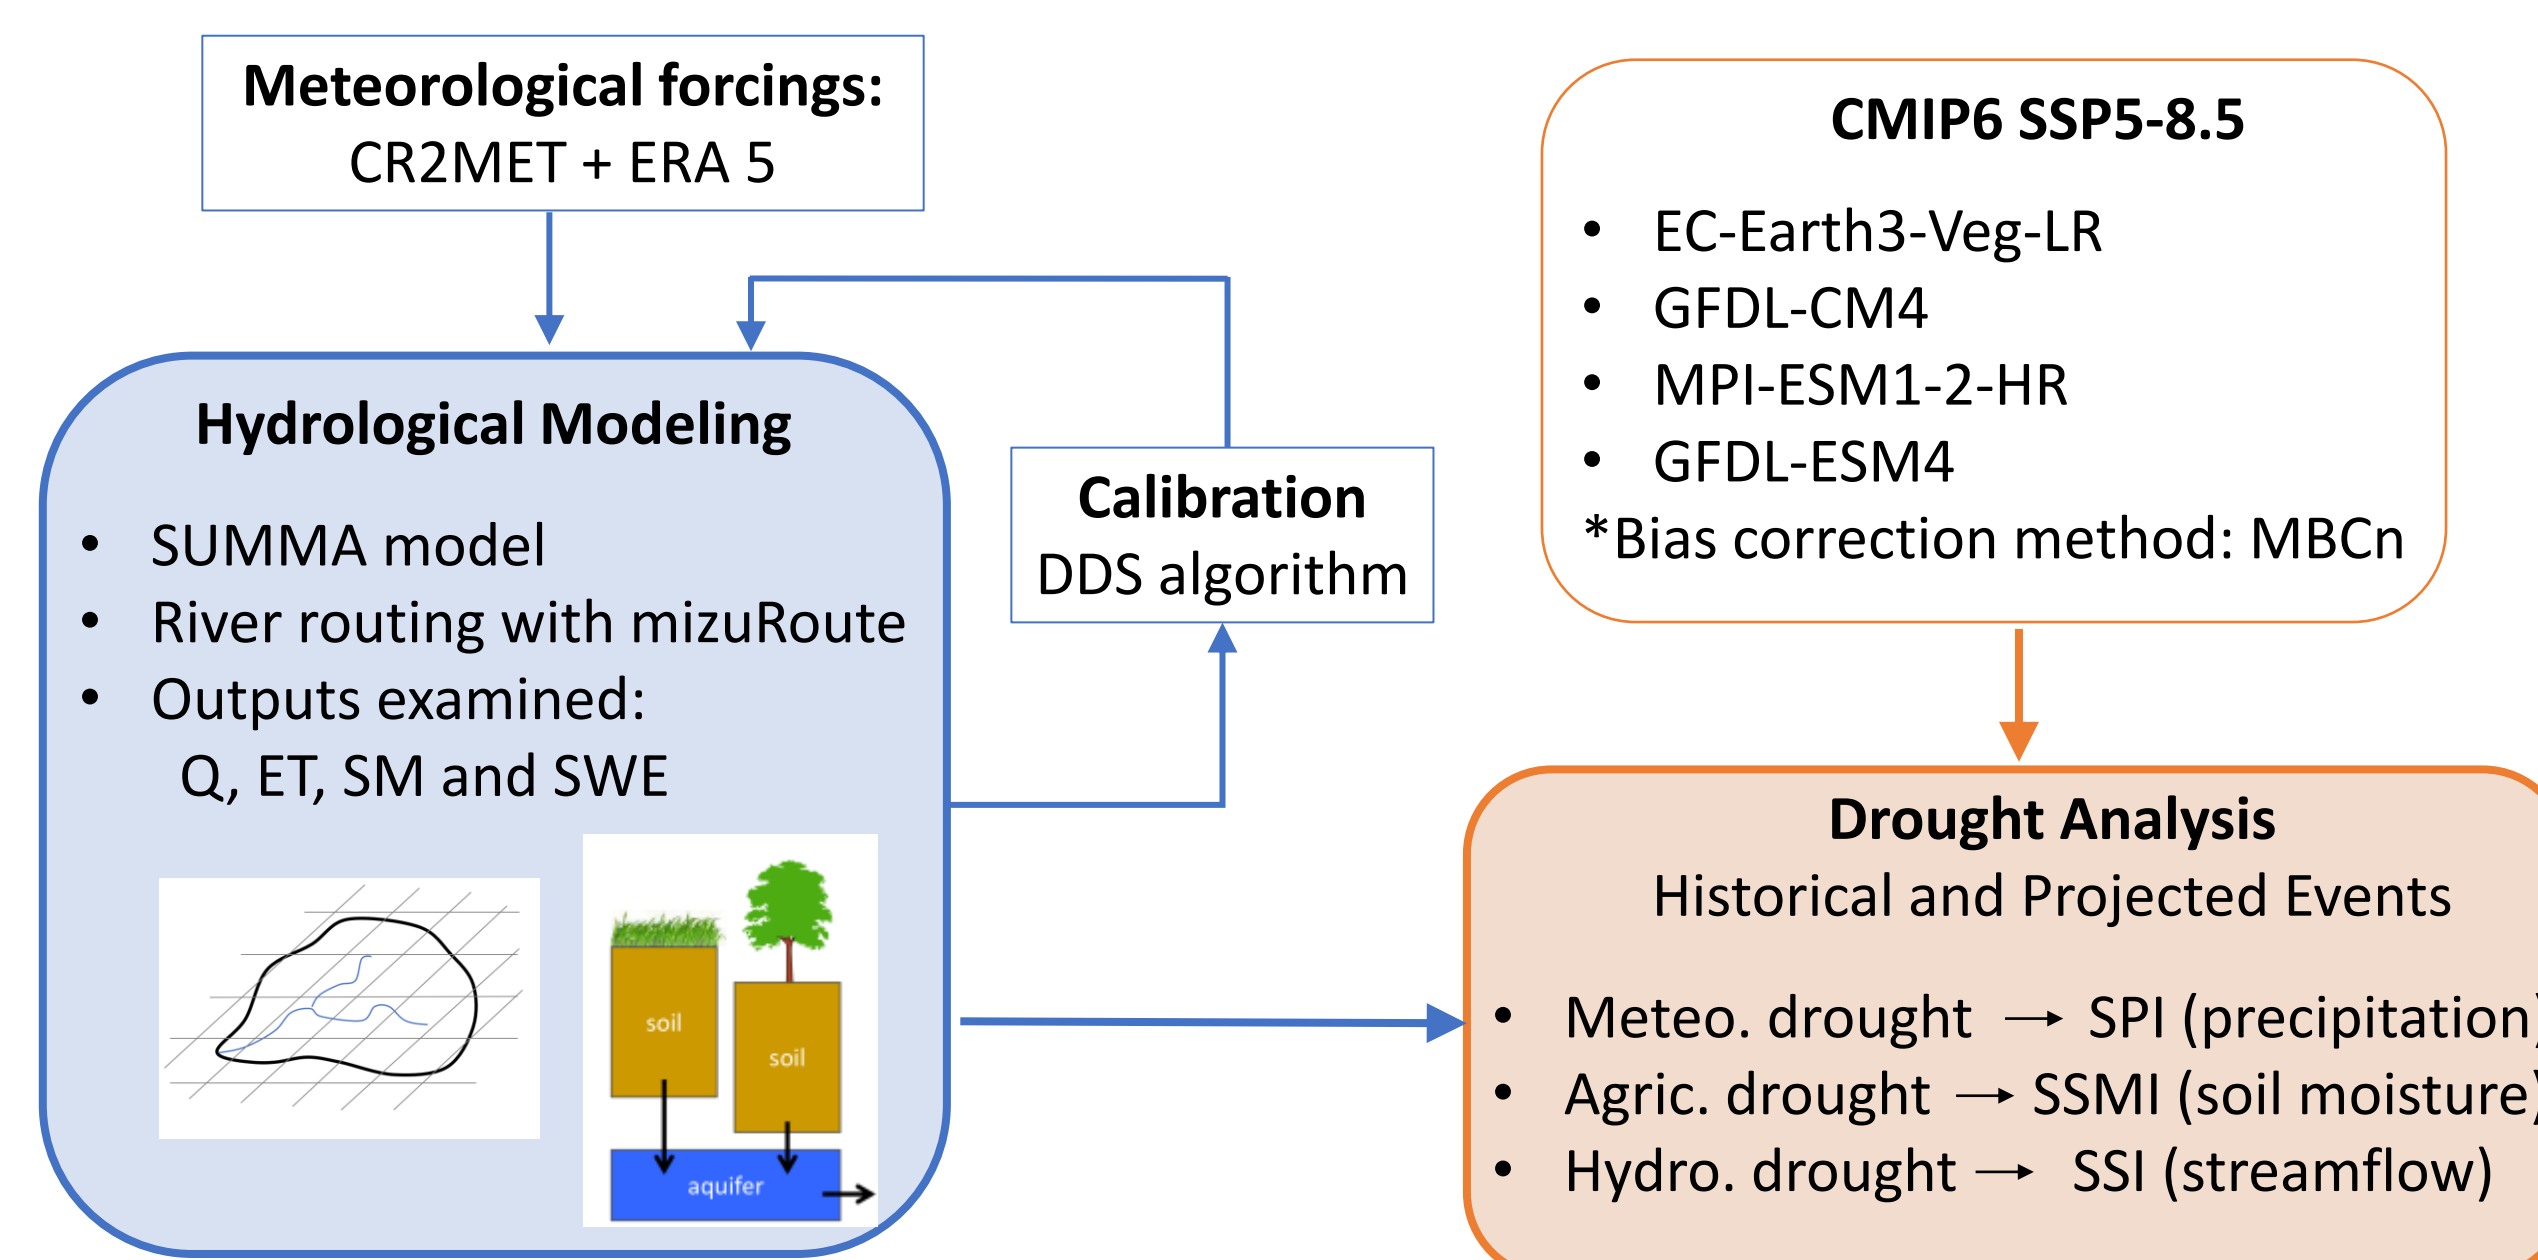 Meteorological forcings:
CR2MET + ERA 5
Hydrological Modeling
• SUMMA model
• River routing with mizuRoute
• Outputs examined:
Q, ET, SM and SWE
soil
soil
aquifer
Calibration
DDS algorithm
CMIP6 SSP5-8.5
• EC-Earth3-Veg-LR
• GFDL-CM4
• MPI-ESM1-2-HR
• GFDL-ESM4
*Bias correction method: MBCn
Drought Analysis
Historical and Projected Events
• Meteo. drought → SPI (precipitation)
• Agric. drought → SSMI (soil moisture)
• Hydro. drought → SSI (streamflow)